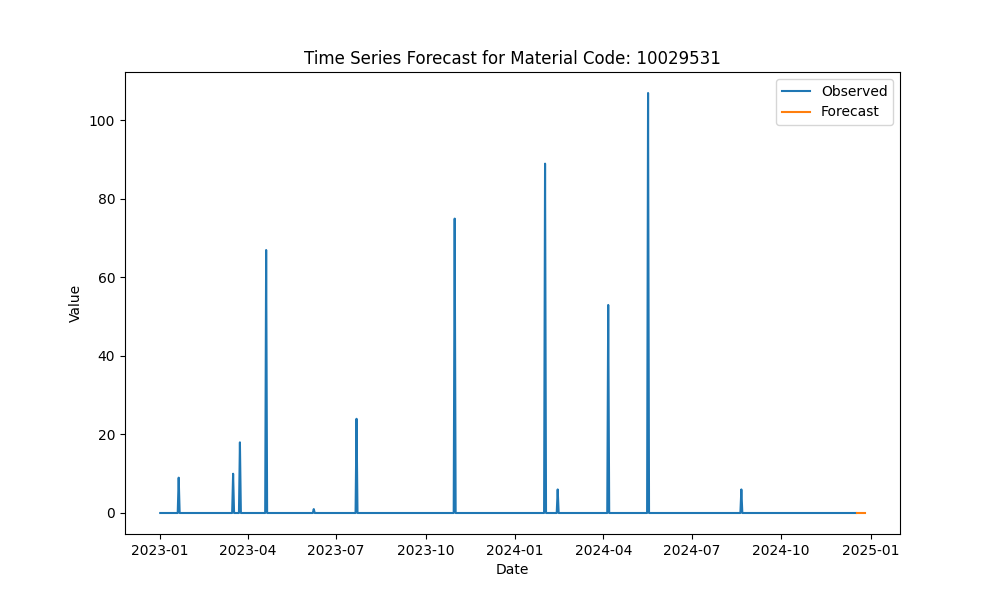 Time Series Forecast for Material Code: 10029531
Observed
Forecast
100
80
60
40
20
0
Value
2023-01 2023-04 2023-07 2023-10 2024-01 2024-04 2024-07 2024-10 2025-01
Date